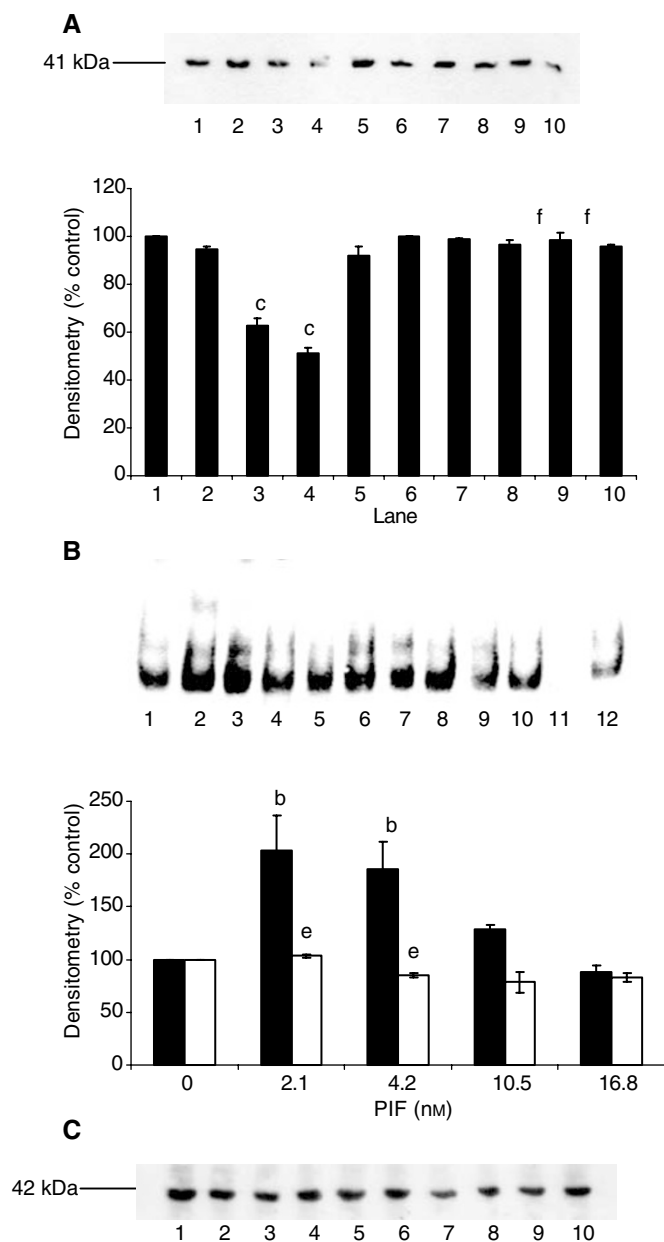 A
41 kDa
1 2 3 4 5 6 7 8 9 10
Densitometry (% control)
120
100
80
60
40
20
0
c
c
f
f
1 2 3 4 5 6 7 8 9 10
Lane
B
1 2 3 4 5 6 7 8 9 10 11 12
Densitometry (% control)
250
200
150
100
50
0
b
e
b
e
0 2.1 4.2 10.5 16.8
PIF (nM)
C
42 kDa
1 2 3 4 5 6 7 8 9 10